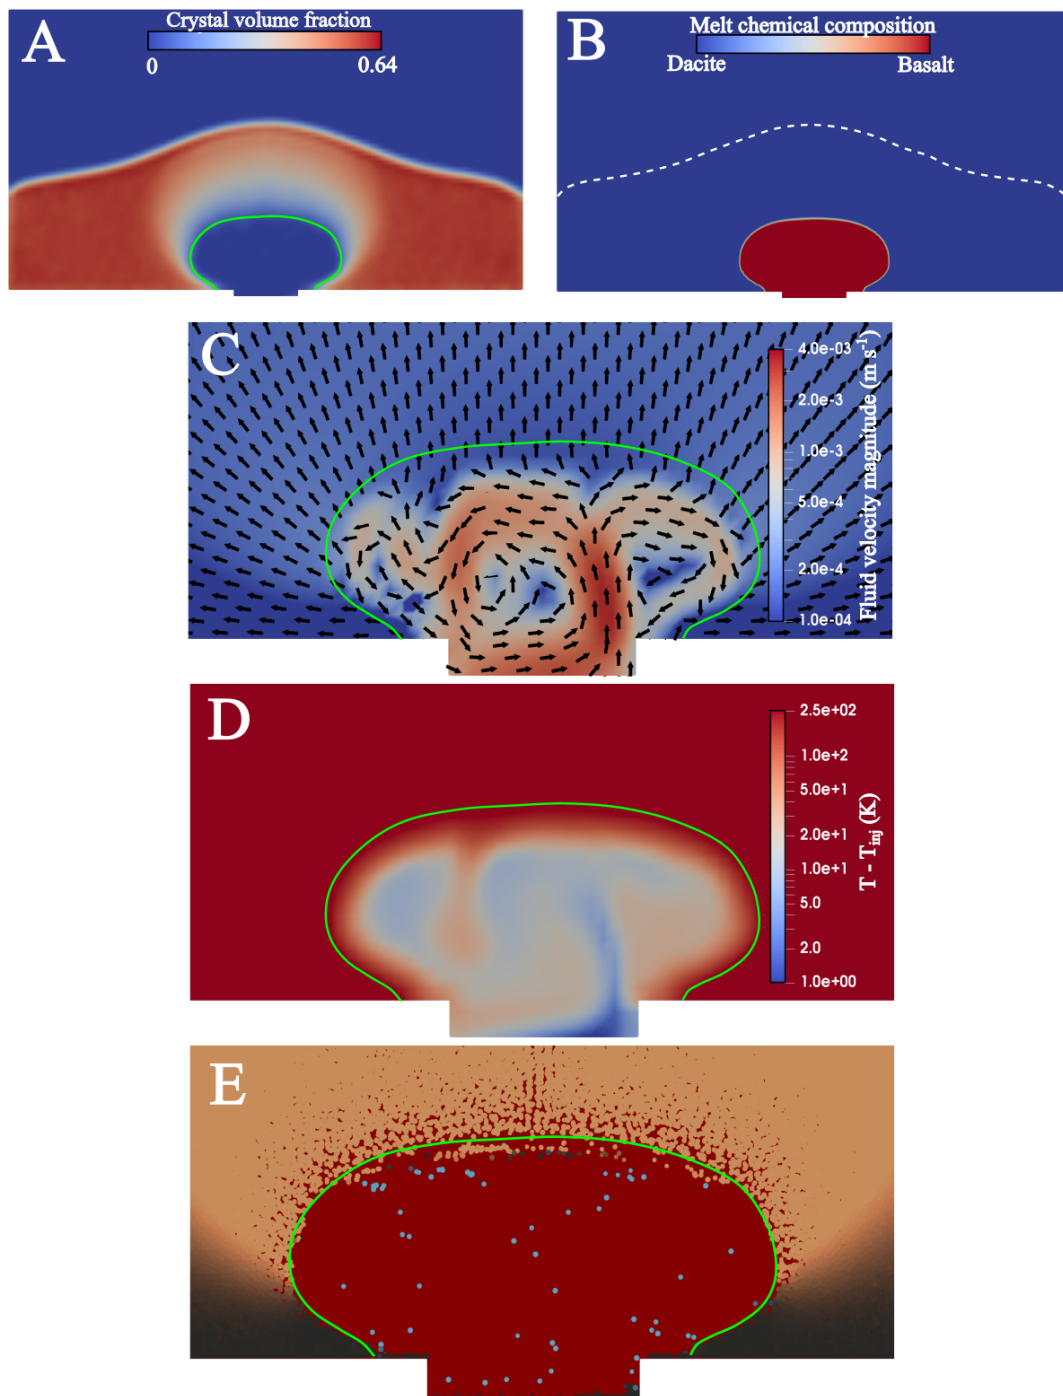 A
Crystal volume fraction
0
0.64
B
Melt chemical composition
Dacite
Basalt
C
4.0e-03
2.0e-3
1.0e-3
5.0e-4
2.0e-4
1.0e-04
Fluid velocity magnitude (m s⁻¹)
D
2.5e+02
1.0e+2
5.0e+1
2.0e+1
1.0e+1
5.0
2.0
1.0e+00
T - Tinj (K)
E